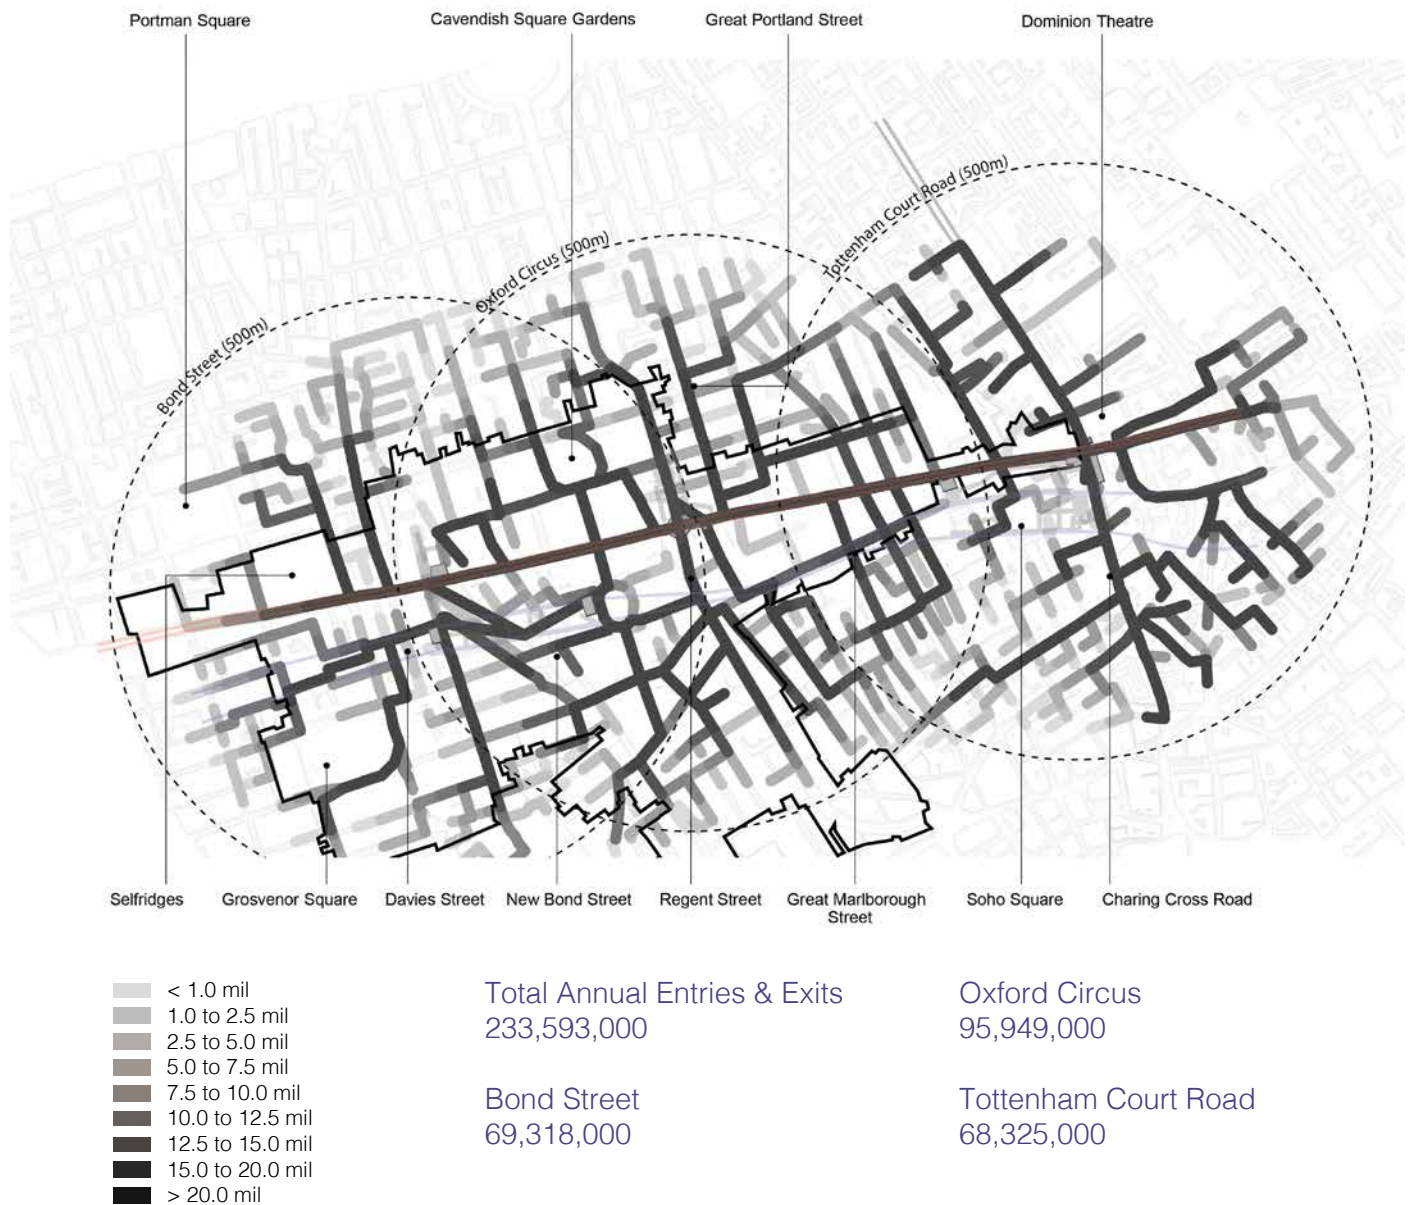 Portman Square
Cavendish Square Gardens
Great Portland Street
Dominion Theatre
Bond Street (500m)
Oxford Circus (500m)
Tottenham Court Road (500m)
Selfridges
Grosvenor Square
Davies Street
New Bond Street
Regent Street
Great Marlborough
Street
Soho Square
Charing Cross Road
< 1.0 mil
1.0 to 2.5 mil
2.5 to 5.0 mil
5.0 to 7.5 mil
7.5 to 10.0 mil
10.0 to 12.5 mil
12.5 to 15.0 mil
15.0 to 20.0 mil
> 20.0 mil
Total Annual Entries & Exits
233,593,000
Oxford Circus
95,949,000
Bond Street
69,318,000
Tottenham Court Road
68,325,000